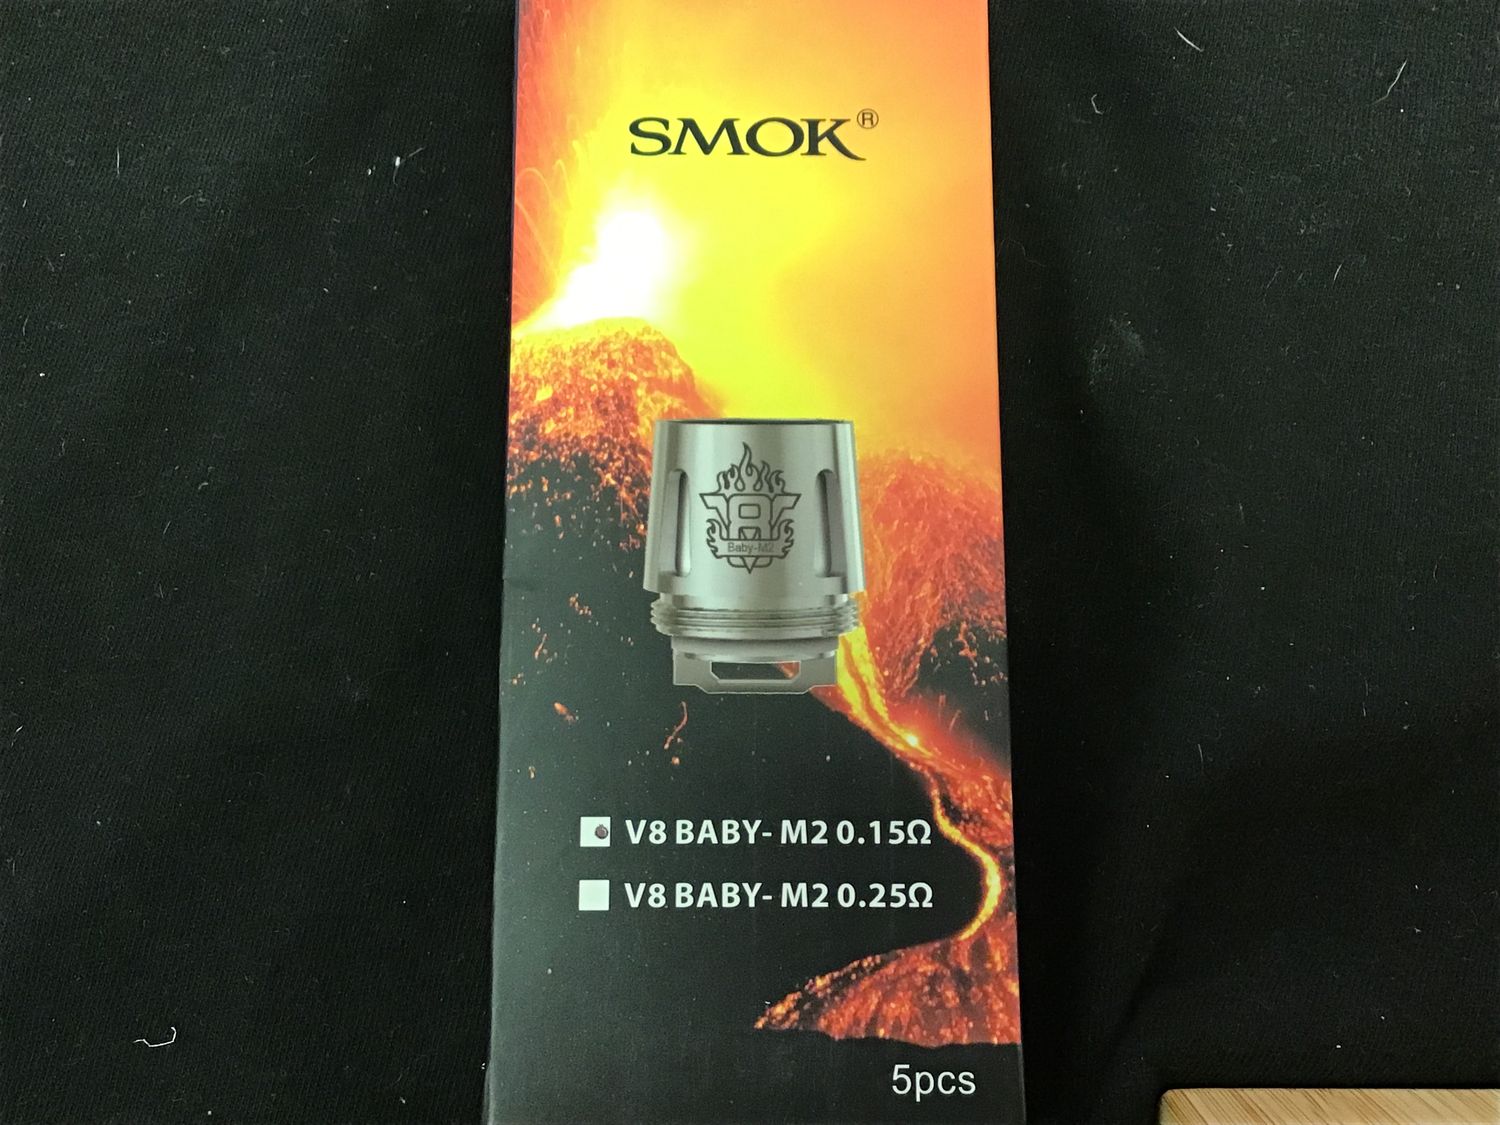 SMOK®
Baby-M2
V8 BABY- M2 0.15Ω
V8 BABY- M2 0.25Ω
5pcs